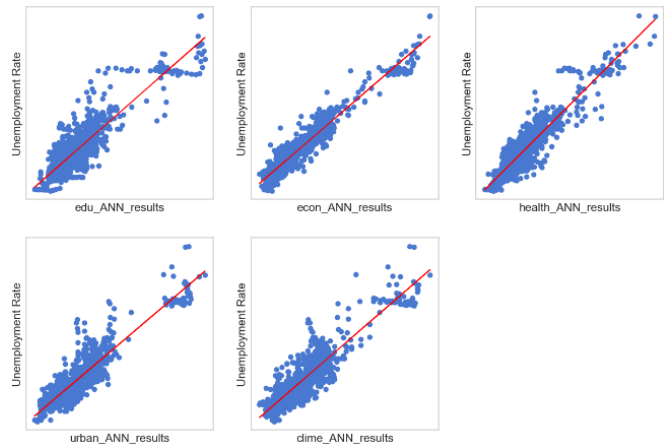 Unemployment Rate
edu_ANN_results
Unemployment Rate
econ_ANN_results
Unemployment Rate
health_ANN_results
Unemployment Rate
urban_ANN_results
Unemployment Rate
clime_ANN_results